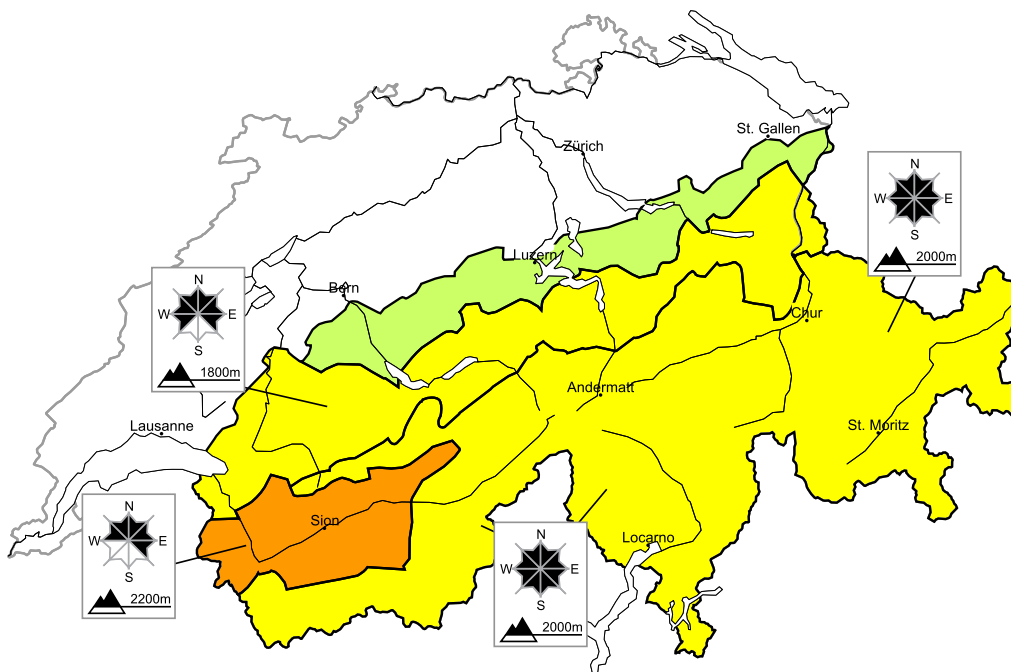 St. Gallen
Zürich
N
W E
S
2000m
Luzern
N
W E
S
1800m
Bern
Chur
Andermatt
Lausanne
St. Moritz
N
W E
S
2200m
Sion
Locarno
N
W E
S
2000m